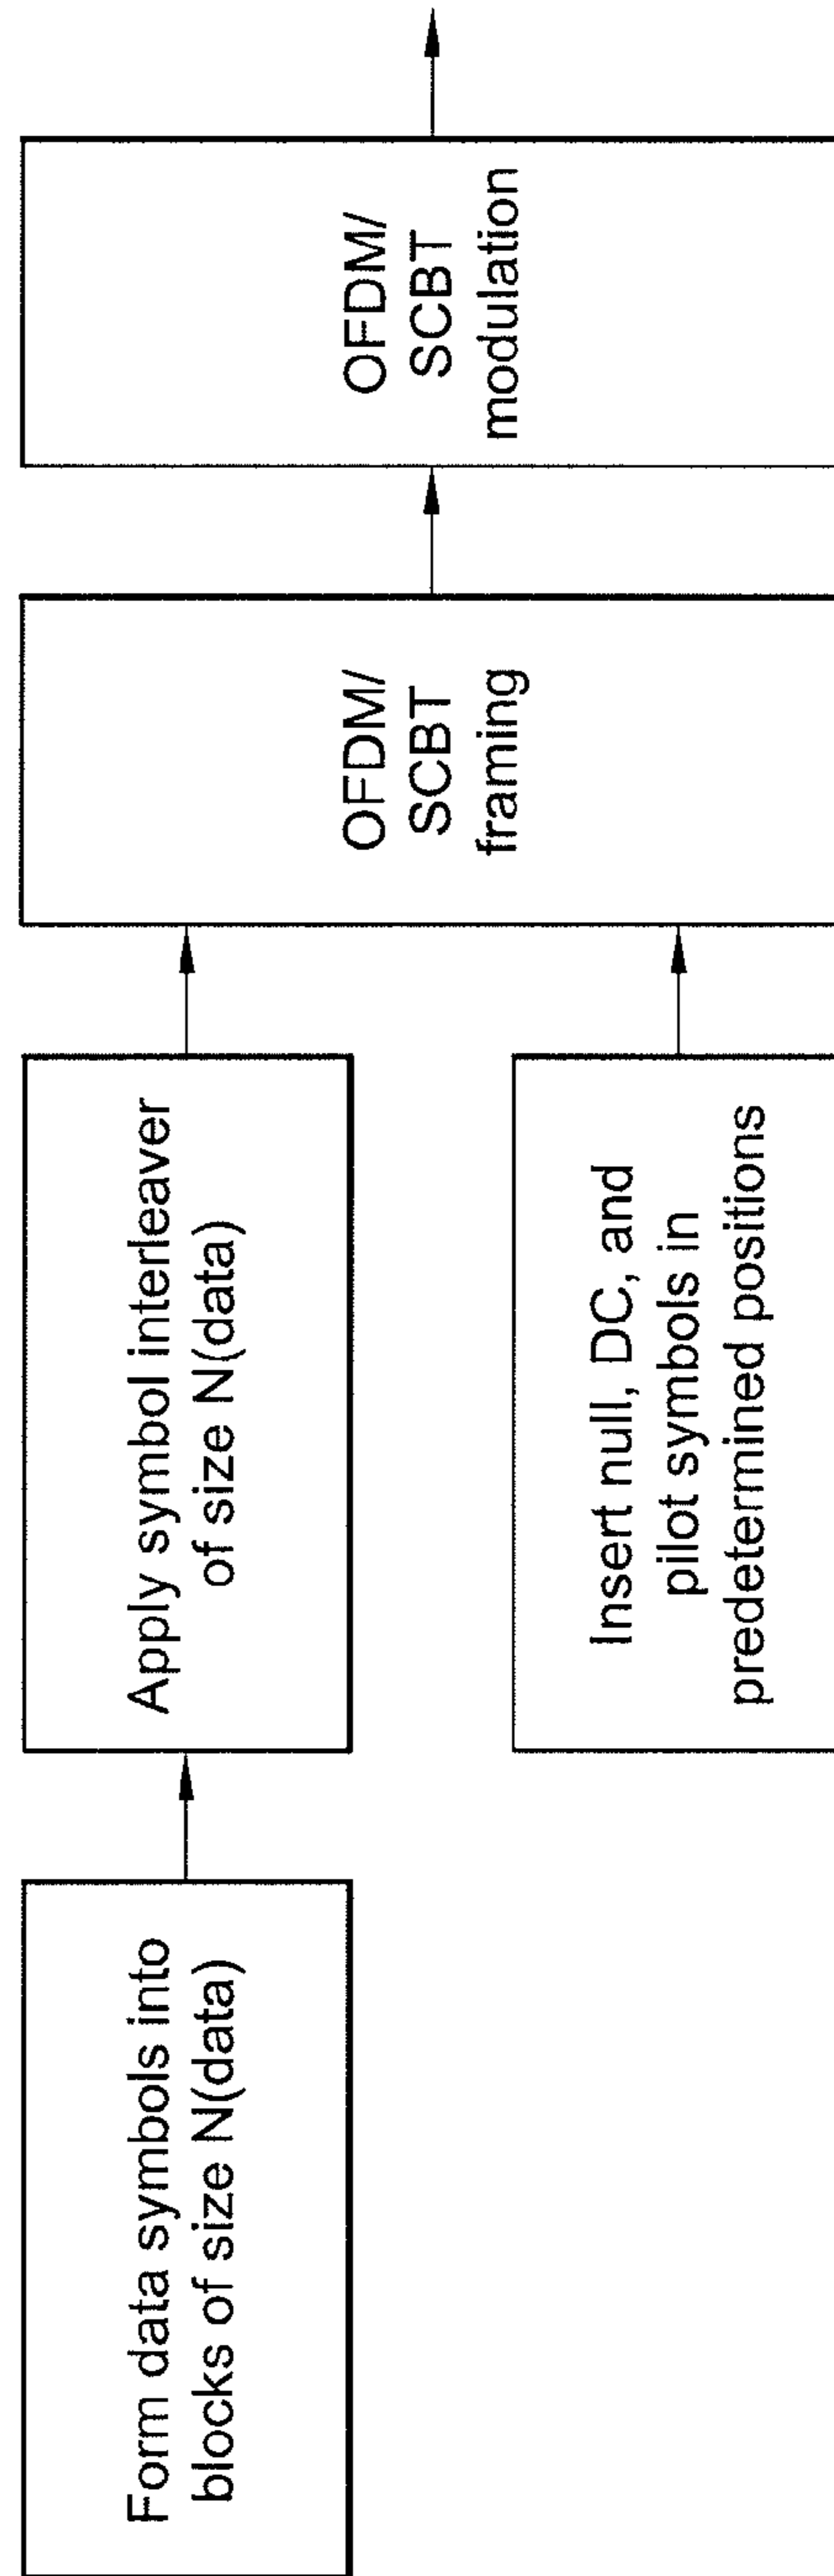 Form data symbols into
blocks of size N(data)
Apply symbol interleaver
of size N(data)
Insert null, DC, and
pilot symbols in
predetermined positions
OFDM/
SCBT
framing
OFDM/
SCBT
modulation